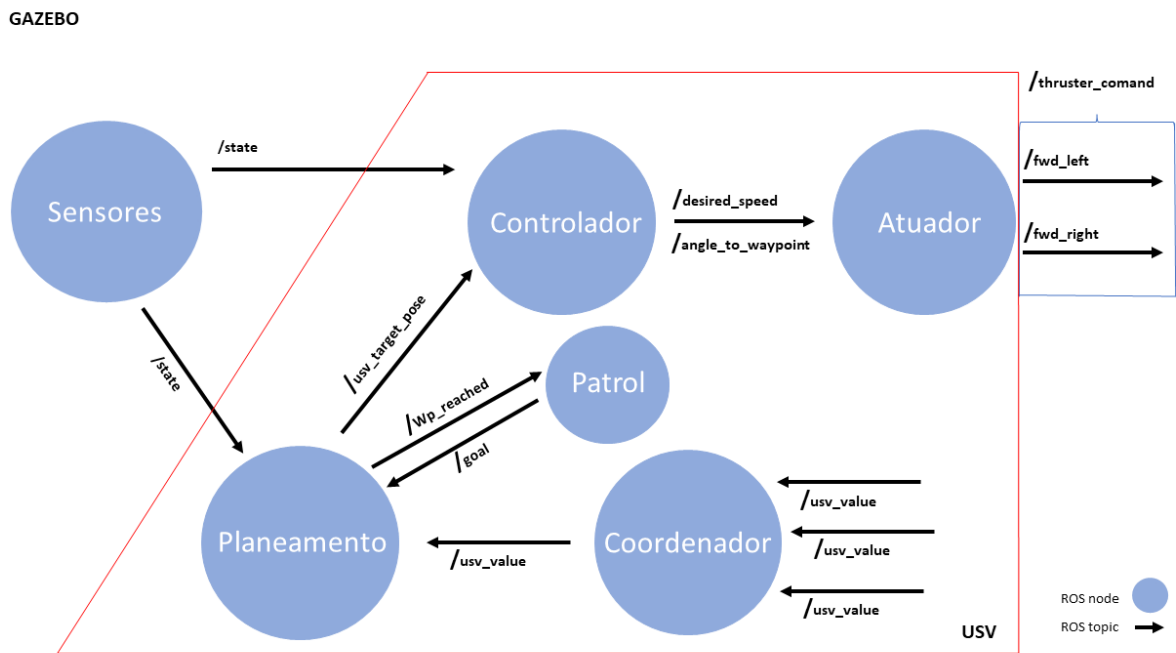 GAZEBO
/thruster_comand
/state
Sensores
Controlador
/desired_speed
/angle_to_waypoint
Atuador
/fwd_left
/fwd_right
/state
/usv_target_pose
/Wp_reached
/goal
Patrol
Planeamento
/usv_value
Coordenador
/usv_value
/usv_value
/usv_value
USV
ROS node
ROS topic